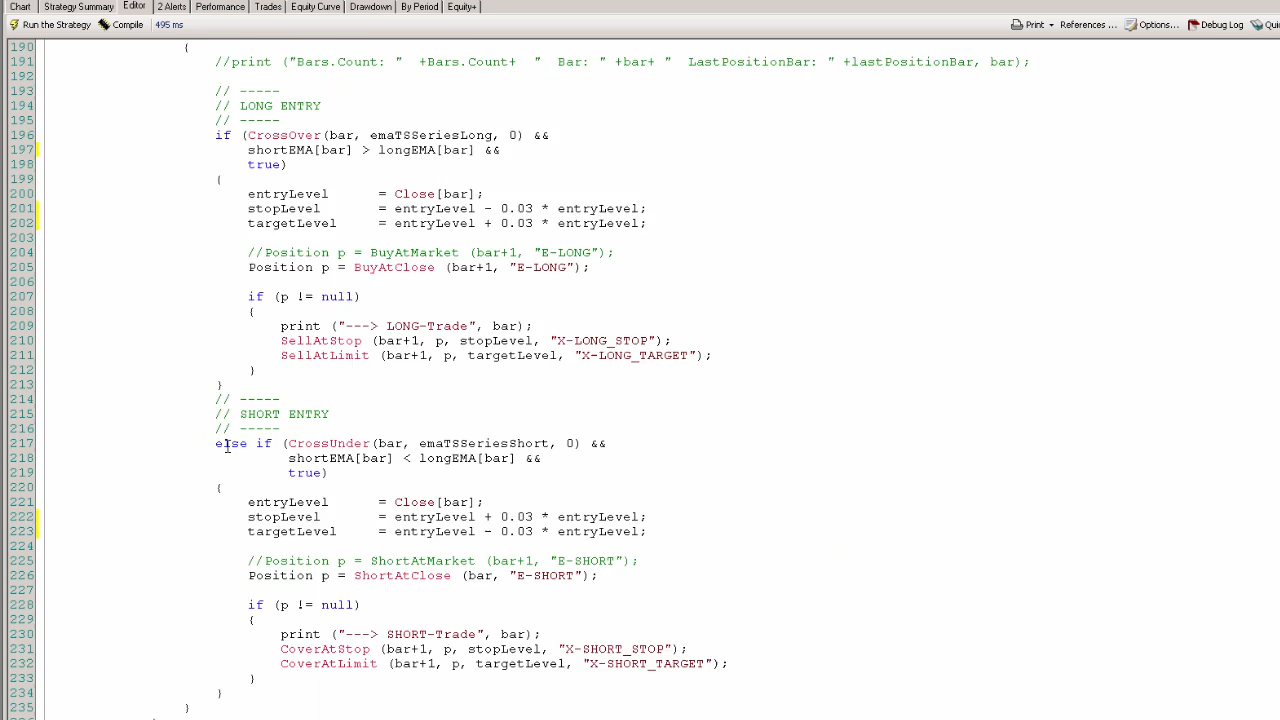 Chart Strategy Summary Editor 2 Alerts Performance Trades Equity Curve Drawdown By Period Equity+
Run the Strategy Compile 495 ms Print References ... Options... Debug Log
190 {
191 //print ("Bars.Count: " +Bars.Count+ " Bar: " +bar+ " LastPositionBar: " +lastPositionBar, bar);
192
193 // -----
194 // LONG ENTRY
195 // -----
196 if (CrossOver(bar, emaTSSeriesLong, 0) &&
197 shortEMA[bar] > longEMA[bar] &&
198 true)
199 {
200 entryLevel = Close[bar];
201 stopLevel = entryLevel - 0.03 * entryLevel;
202 targetLevel = entryLevel + 0.03 * entryLevel;
203
204 //Position p = BuyAtMarket (bar+1, "E-LONG");
205 Position p = BuyAtClose (bar+1, "E-LONG");
206
207 if (p != null)
208 {
209 print ("---> LONG-Trade", bar);
210 SellAtStop (bar+1, p, stopLevel, "X-LONG_STOP");
211 SellAtLimit (bar+1, p, targetLevel, "X-LONG_TARGET");
212 }
213 }
214 // -----
215 // SHORT ENTRY
216 // -----
217 else if (CrossUnder(bar, emaTSSeriesShort, 0) &&
218 shortEMA[bar] < longEMA[bar] &&
219 true)
220 {
221 entryLevel = Close[bar];
222 stopLevel = entryLevel + 0.03 * entryLevel;
223 targetLevel = entryLevel - 0.03 * entryLevel;
224
225 //Position p = ShortAtMarket (bar+1, "E-SHORT");
226 Position p = ShortAtClose (bar, "E-SHORT");
227
228 if (p != null)
229 {
230 print ("---> SHORT-Trade", bar);
231 CoverAtStop (bar+1, p, stopLevel, "X-SHORT_STOP");
232 CoverAtLimit (bar+1, p, targetLevel, "X-SHORT_TARGET");
233 }
234 }
235 }